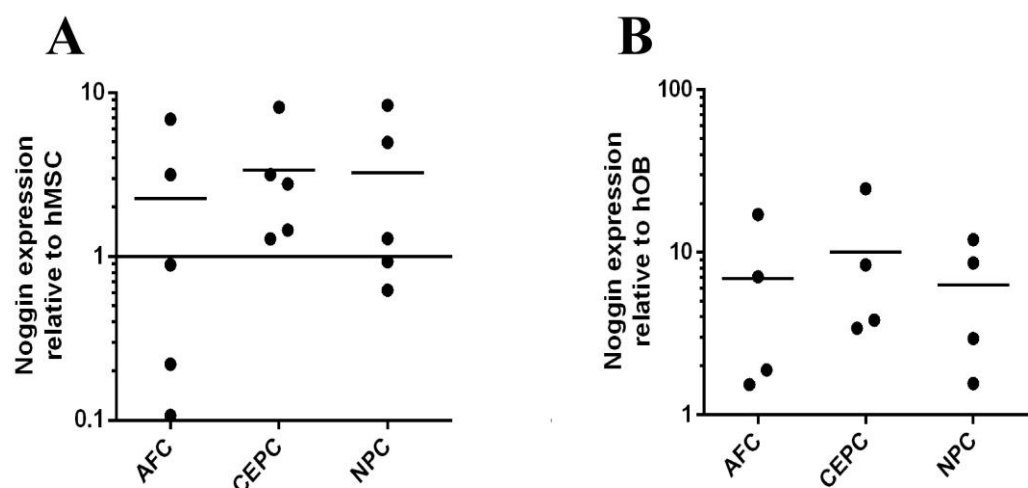 A
Noggin expression
relative to hMSC
10
1
0.1
AFC
CEPC
NPC
B
Noggin expression
relative to hOB
100
10
1
AFC
CEPC
NPC